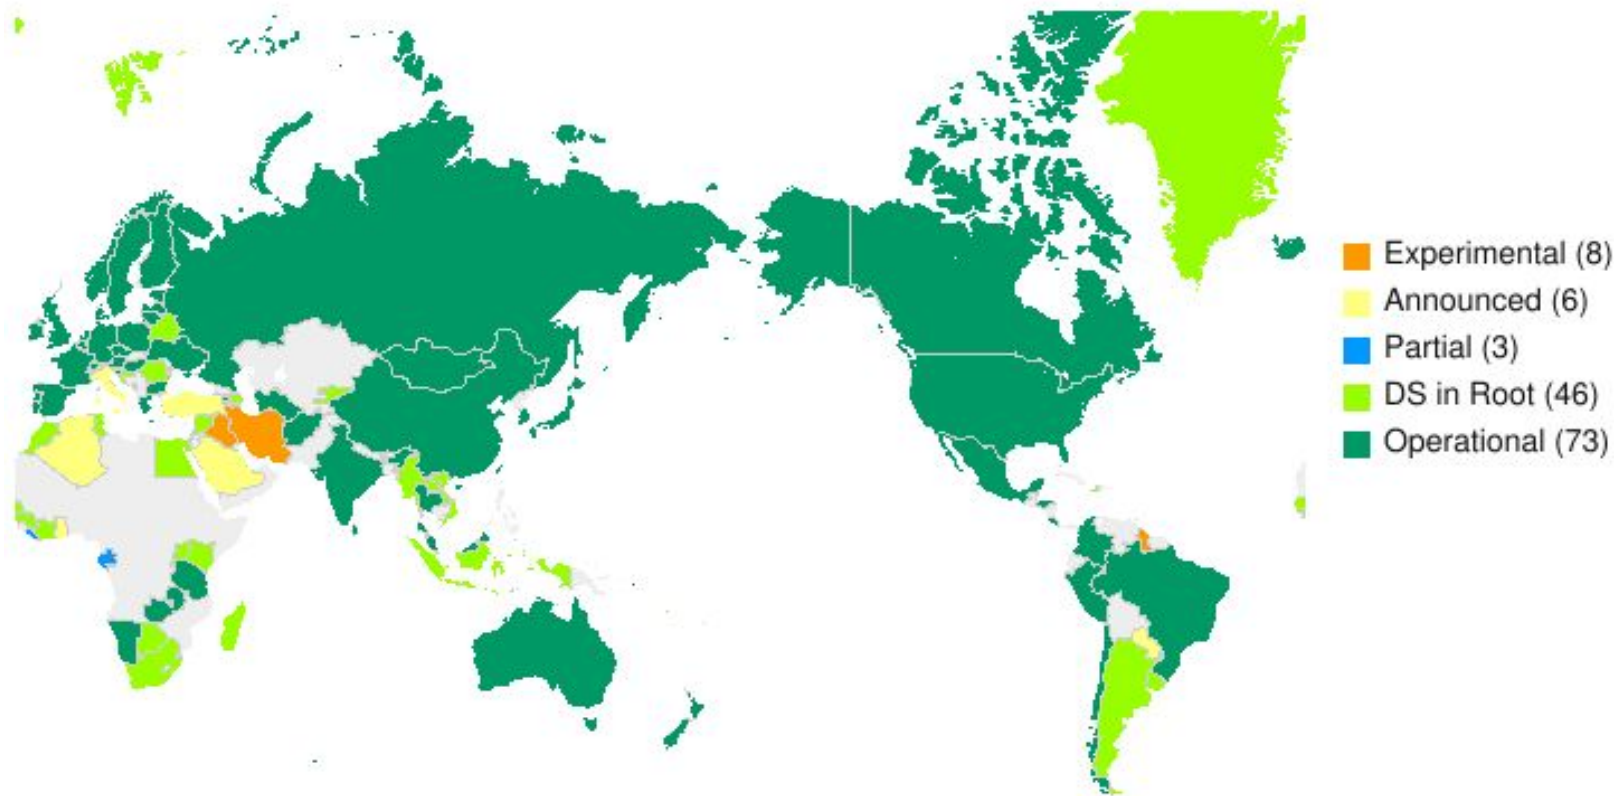 Experimental (8)
Announced (6)
Partial (3)
DS in Root (46)
Operational (73)